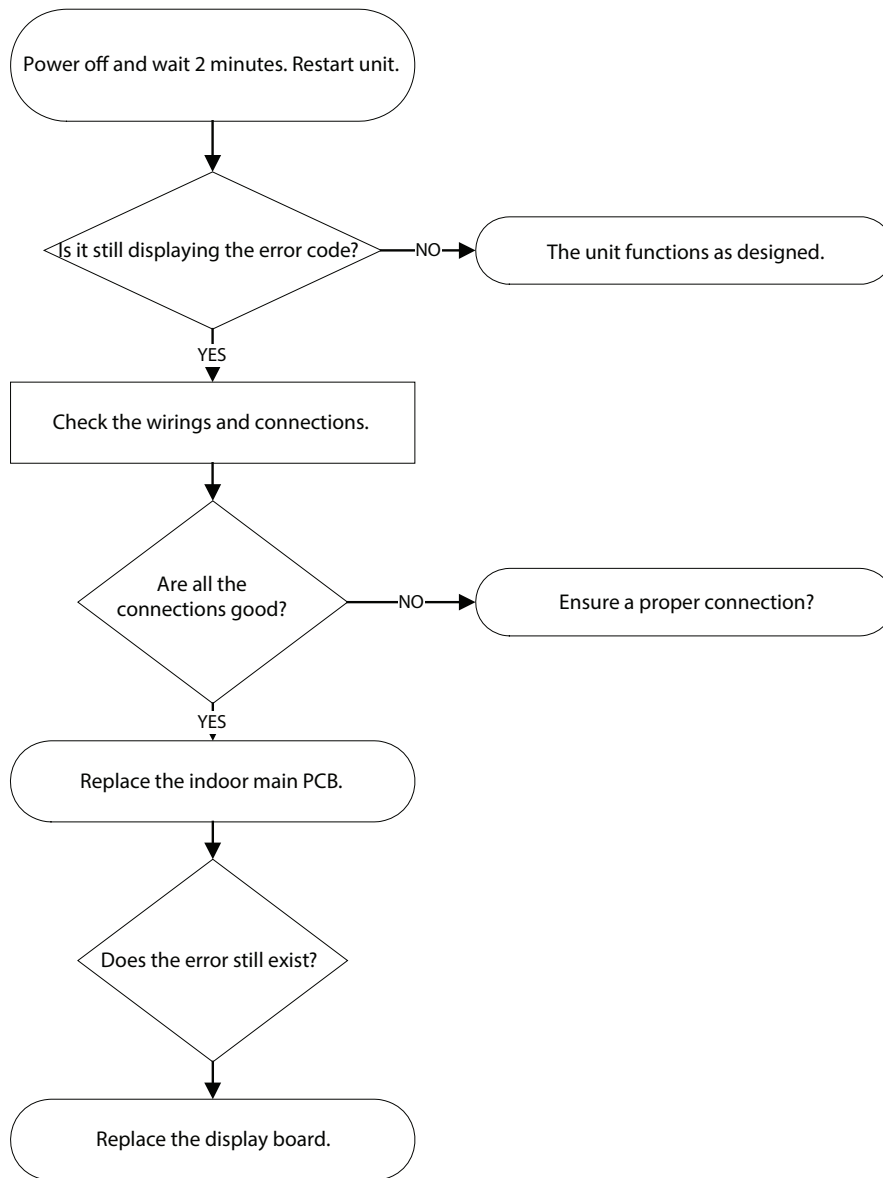 Power off and wait 2 minutes. Restart unit.
Is it still displaying the error code?
NO
The unit functions as designed.
YES
Check the wirings and connections.
Are all the
connections good?
NO
Ensure a proper connection?
YES
Replace the indoor main PCB.
Does the error still exist?
Replace the display board.